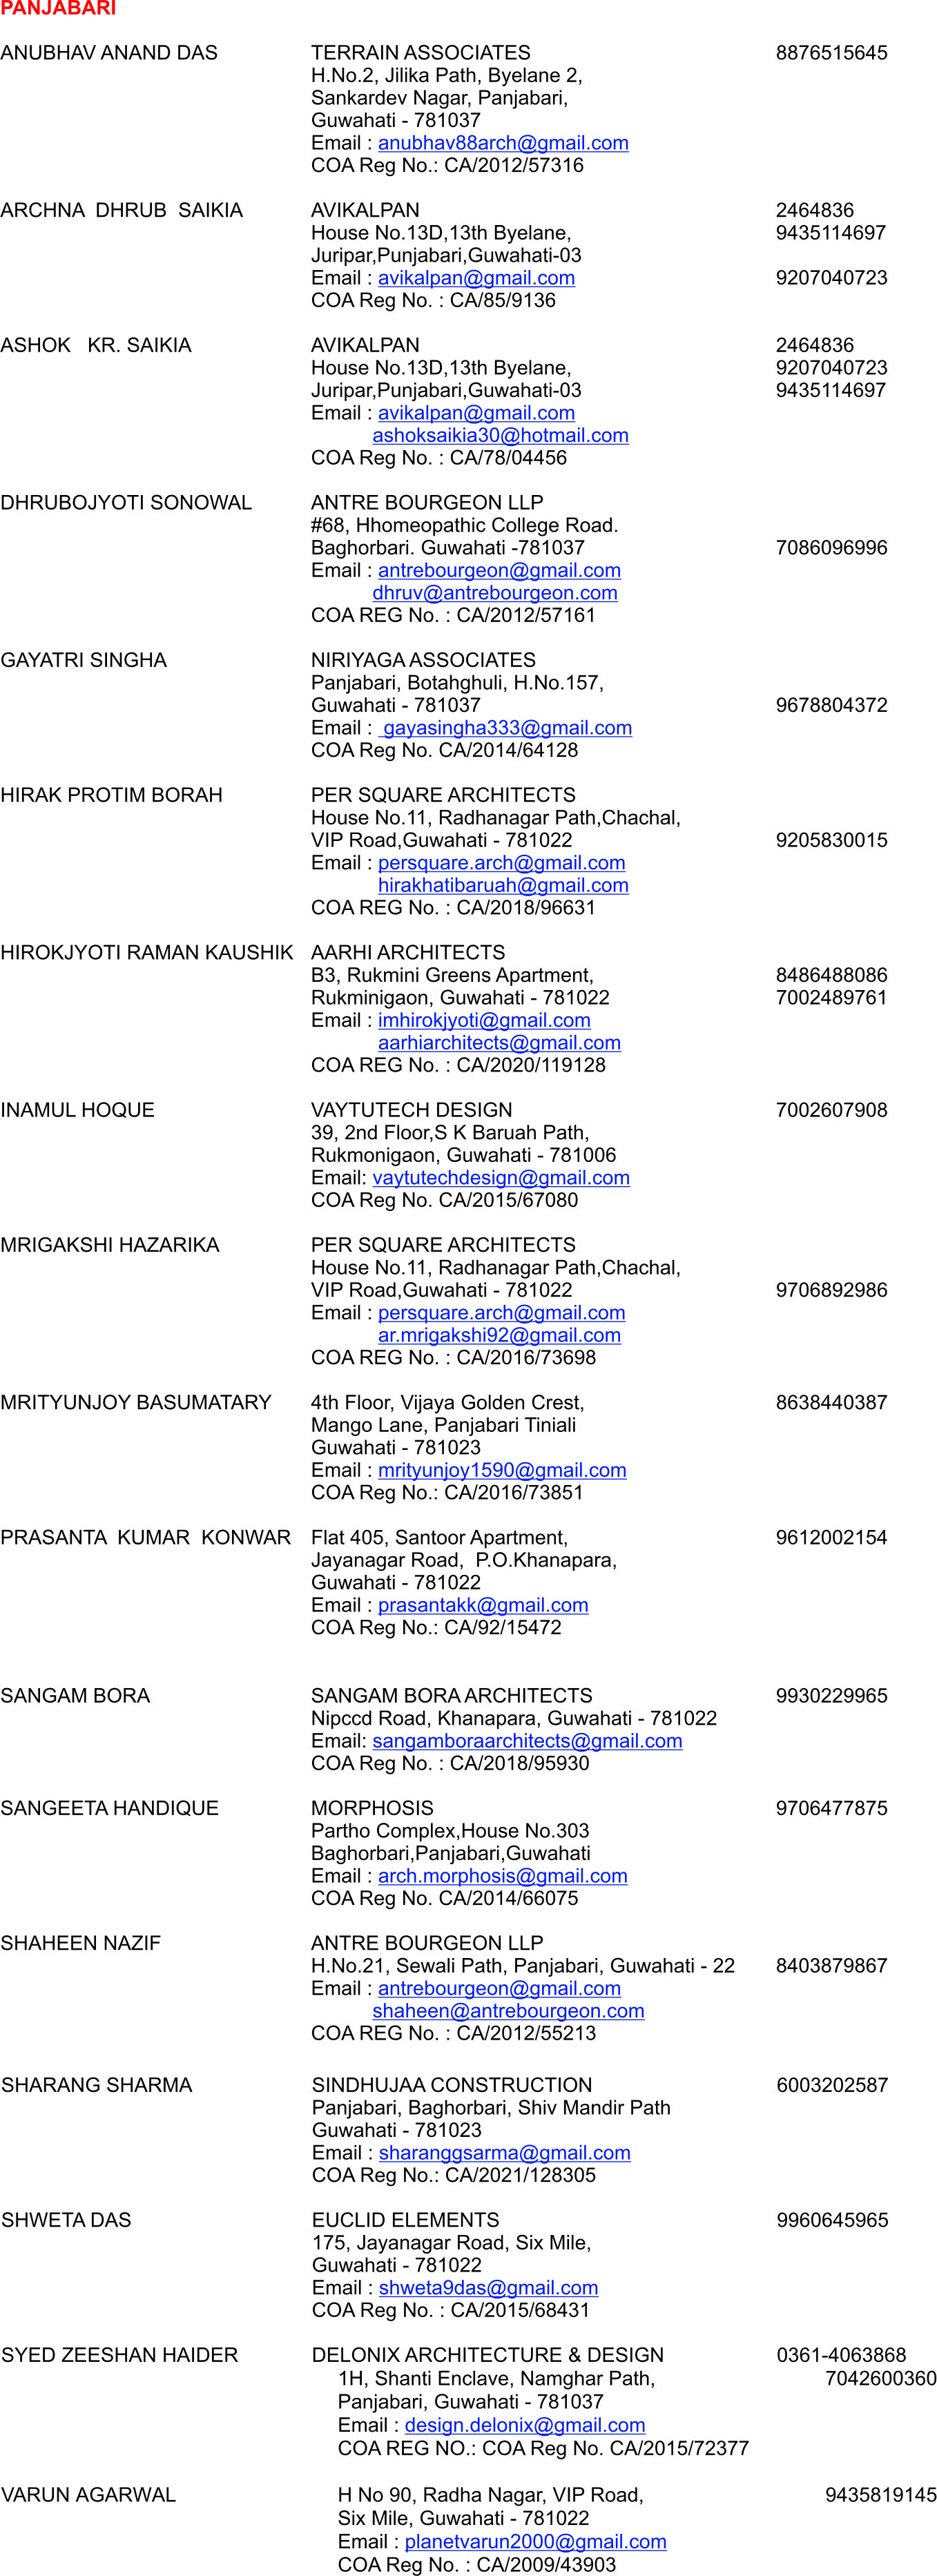 PANJABARI
ANUBHAV ANAND DAS TERRAIN ASSOCIATES 8876515645
H.No.2, Jilika Path, Byelane 2,
Sankardev Nagar, Panjabari,
Guwahati - 781037
Email : anubhav88arch@gmail.com
COA Reg No.: CA/2012/57316
ARCHNA DHRUB SAIKIA AVIKALPAN 2464836
House No.13D,13th Byelane, 9435114697
Juripar,Punjabari,Guwahati-03
Email : avikalpan@gmail.com 9207040723
COA Reg No. : CA/85/9136
ASHOK KR. SAIKIA AVIKALPAN 2464836
House No.13D,13th Byelane, 9207040723
Juripar,Punjabari,Guwahati-03 9435114697
Email : avikalpan@gmail.com
ashoksaikia30@hotmail.com
COA Reg No. : CA/78/04456
DHRUBOJYOTI SONOWAL ANTRE BOURGEON LLP
#68, Hhomeopathic College Road.
Baghorbari. Guwahati -781037 7086096996
Email : antrebourgeon@gmail.com
dhruv@antrebourgeon.com
COA REG No. : CA/2012/57161
GAYATRI SINGHA NIRIYAGA ASSOCIATES
Panjabari, Botahghuli, H.No.157,
Guwahati - 781037 9678804372
Email : gayasingha333@gmail.com
COA Reg No. CA/2014/64128
HIRAK PROTIM BORAH PER SQUARE ARCHITECTS
House No.11, Radhanagar Path,Chachal,
VIP Road,Guwahati - 781022 9205830015
Email : persquare.arch@gmail.com
hirakhatibaruah@gmail.com
COA REG No. : CA/2018/96631
HIROKJYOTI RAMAN KAUSHIK AARHI ARCHITECTS
B3, Rukmini Greens Apartment, 8486488086
Rukminigaon, Guwahati - 781022 7002489761
Email : imhirokjyoti@gmail.com
aarhiarchitects@gmail.com
COA REG No. : CA/2020/119128
INAMUL HOQUE VAYTUTECH DESIGN 7002607908
39, 2nd Floor,S K Baruah Path,
Rukmonigaon, Guwahati - 781006
Email: vaytutechdesign@gmail.com
COA Reg No. CA/2015/67080
MRIGAKSHI HAZARIKA PER SQUARE ARCHITECTS
House No.11, Radhanagar Path,Chachal,
VIP Road,Guwahati - 781022 9706892986
Email : persquare.arch@gmail.com
ar.mrigakshi92@gmail.com
COA REG No. : CA/2016/73698
MRITYUNJOY BASUMATARY 4th Floor, Vijaya Golden Crest, 8638440387
Mango Lane, Panjabari Tiniali
Guwahati - 781023
Email : mrityunjoy1590@gmail.com
COA Reg No.: CA/2016/73851
PRASANTA KUMAR KONWAR Flat 405, Santoor Apartment, 9612002154
Jayanagar Road, P.O.Khanapara,
Guwahati - 781022
Email : prasantakk@gmail.com
COA Reg No.: CA/92/15472
SANGAM BORA SANGAM BORA ARCHITECTS 9930229965
Nipccd Road, Khanapara, Guwahati - 781022
Email: sangamboraarchitects@gmail.com
COA Reg No. : CA/2018/95930
SANGEETA HANDIQUE MORPHOSIS 9706477875
Partho Complex,House No.303
Baghorbari,Panjabari,Guwahati
Email : arch.morphosis@gmail.com
COA Reg No. CA/2014/66075
SHAHEEN NAZIF ANTRE BOURGEON LLP
H.No.21, Sewali Path, Panjabari, Guwahati - 22 8403879867
Email : antrebourgeon@gmail.com
shaheen@antrebourgeon.com
COA REG No. : CA/2012/55213
SHARANG SHARMA SINDHUJAA CONSTRUCTION 6003202587
Panjabari, Baghorbari, Shiv Mandir Path
Guwahati - 781023
Email : sharanggsarma@gmail.com
COA Reg No.: CA/2021/128305
SHWETA DAS EUCLID ELEMENTS 9960645965
175, Jayanagar Road, Six Mile,
Guwahati - 781022
Email : shweta9das@gmail.com
COA Reg No. : CA/2015/68431
SYED ZEESHAN HAIDER DELONIX ARCHITECTURE & DESIGN 0361-4063868
1H, Shanti Enclave, Namghar Path, 7042600360
Panjabari, Guwahati - 781037
Email : design.delonix@gmail.com
COA REG NO.: COA Reg No. CA/2015/72377
VARUN AGARWAL H No 90, Radha Nagar, VIP Road, 9435819145
Six Mile, Guwahati - 781022
Email : planetvarun2000@gmail.com
COA Reg No. : CA/2009/43903